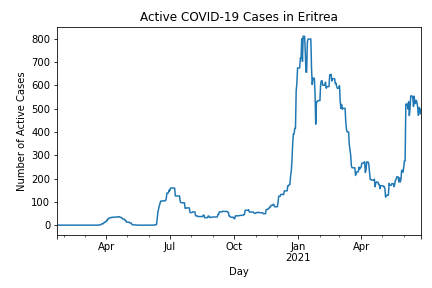 Active COVID-19 Cases in Eritrea
Number of Active Cases
800
700
600
500
400
300
200
100
0
Apr
Jul
Oct
Jan
2021
Apr
Day